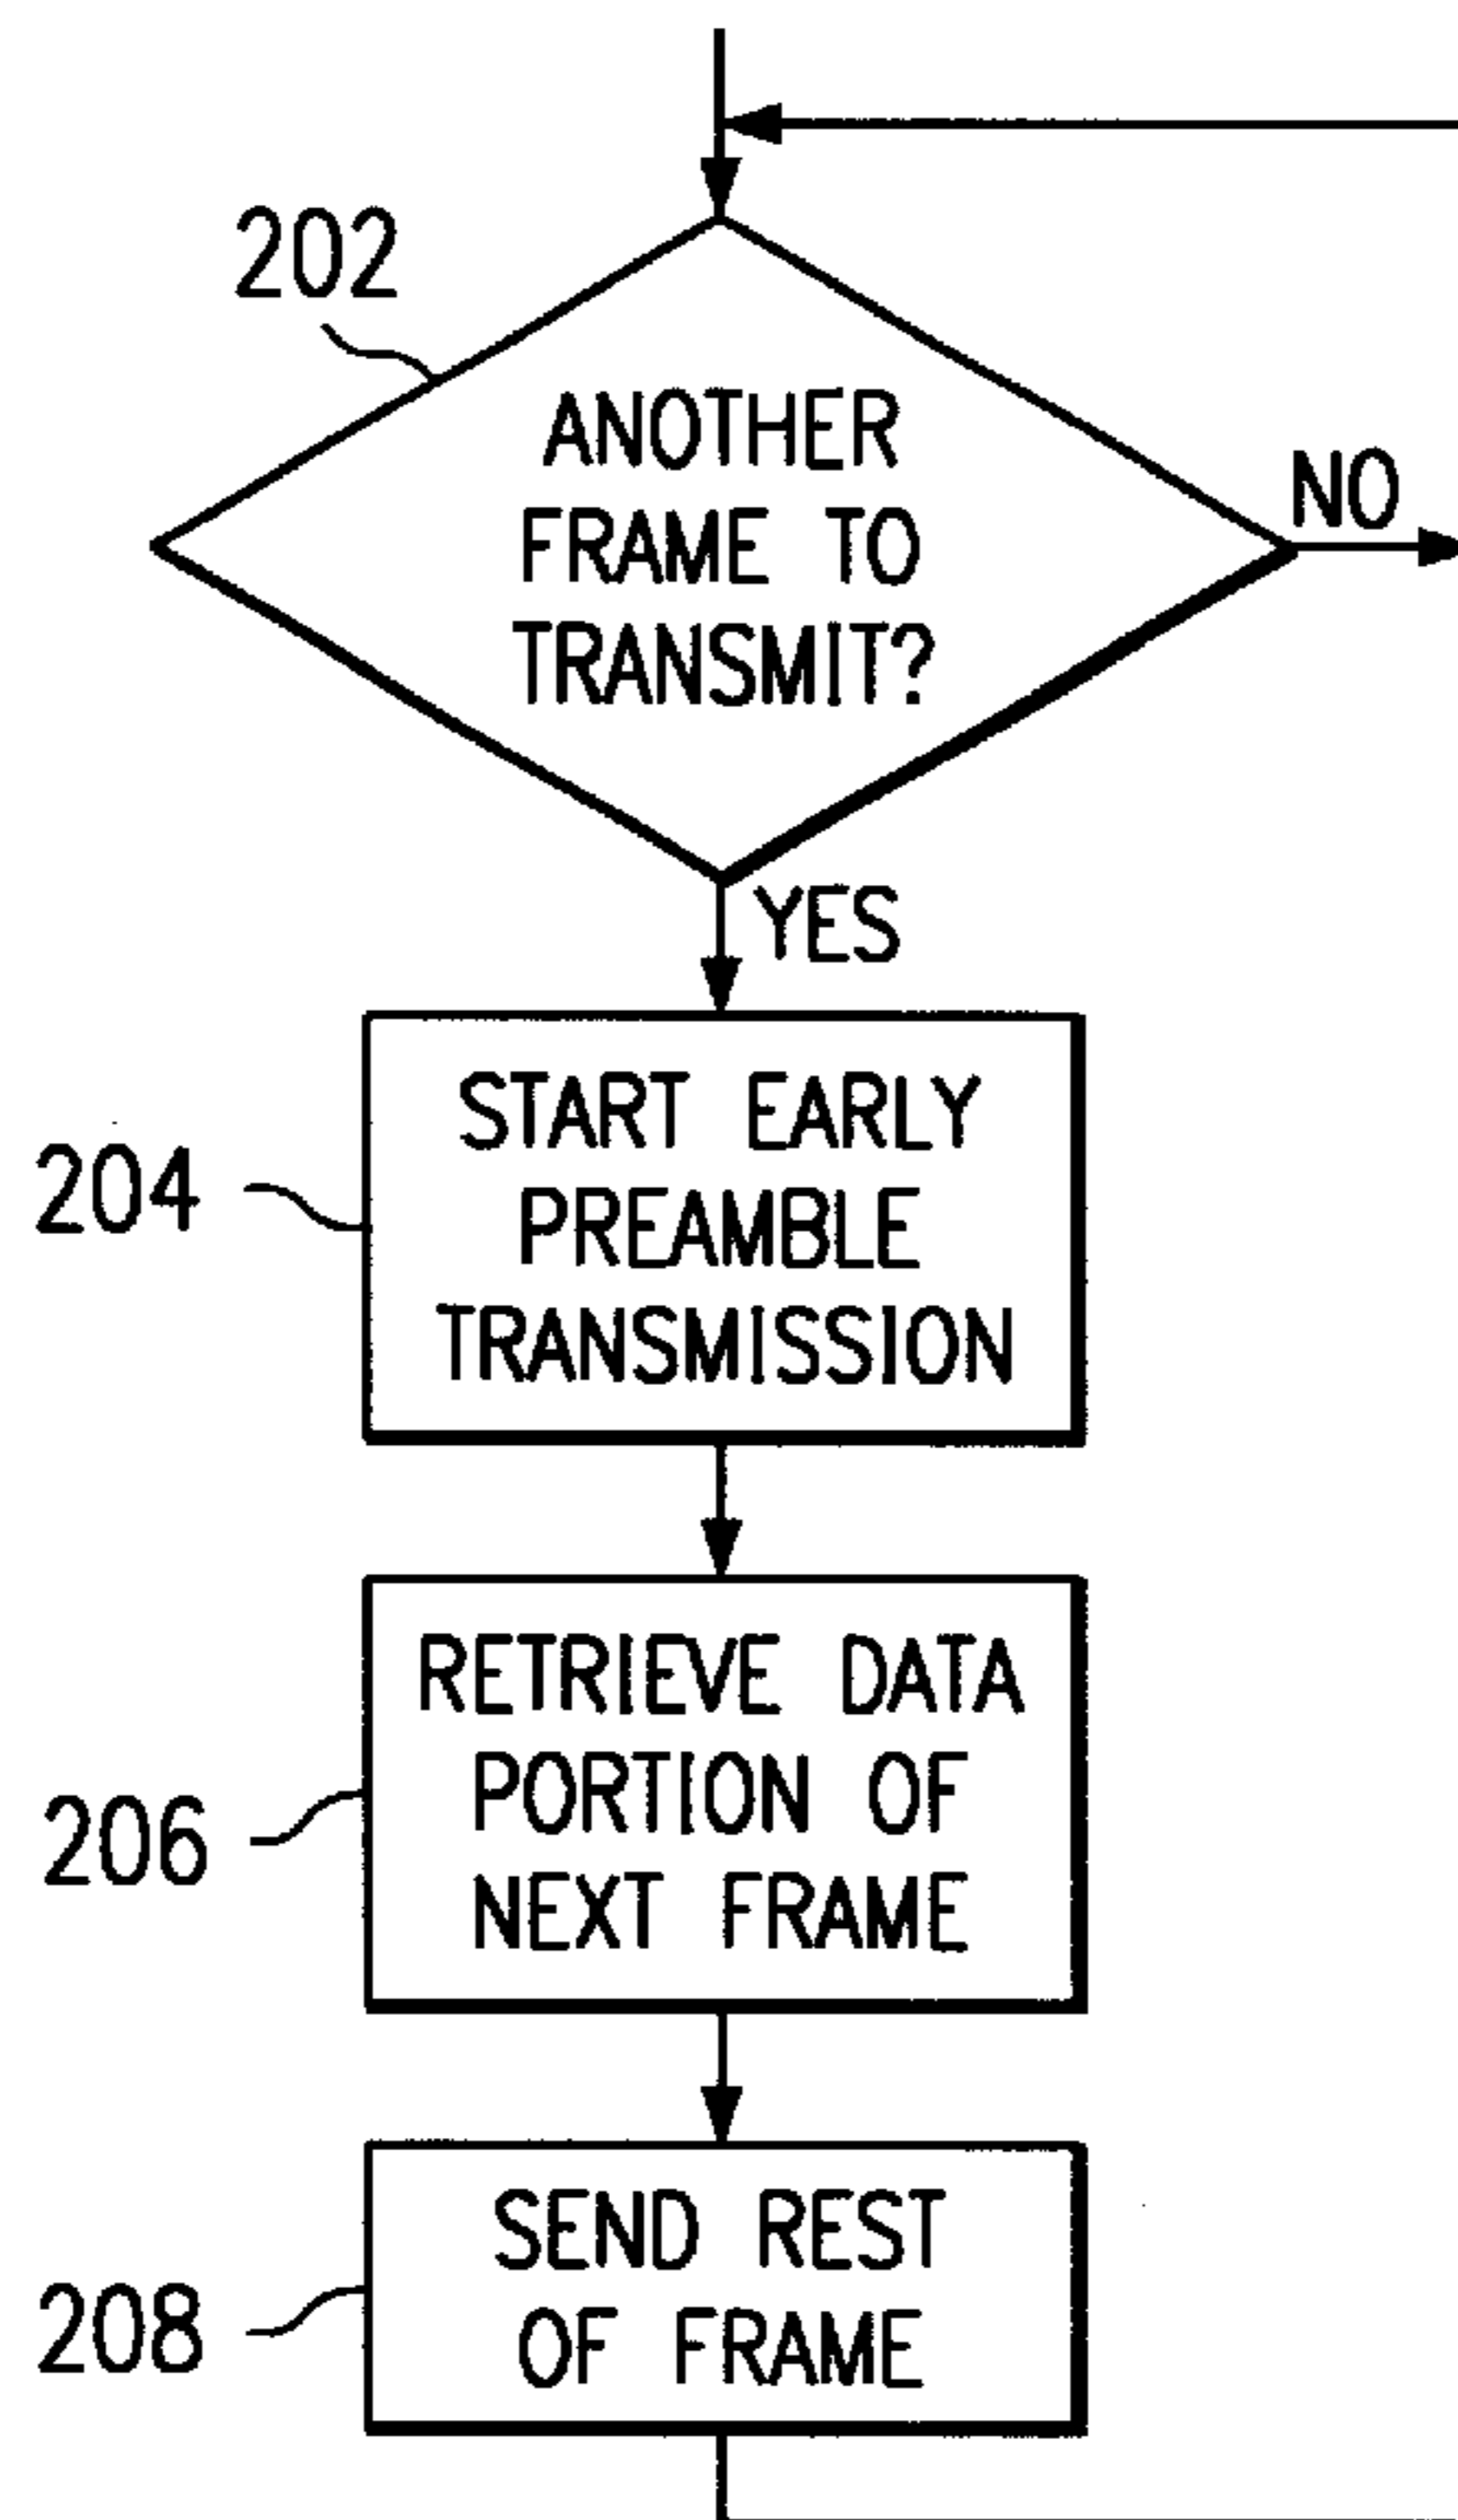 202
ANOTHER
FRAME TO
TRANSMIT?
NO
YES
START EARLY
PREAMBLE
TRANSMISSION
204
RETRIEVE DATA
PORTION OF
NEXT FRAME
206
SEND REST
OF FRAME
208